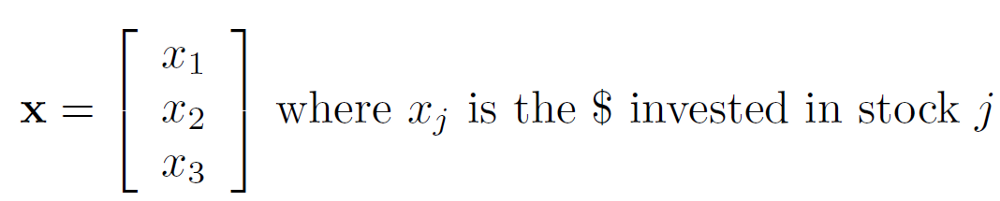 x = [ x1 x2 x3 ] where xj is the $ invested in stock j